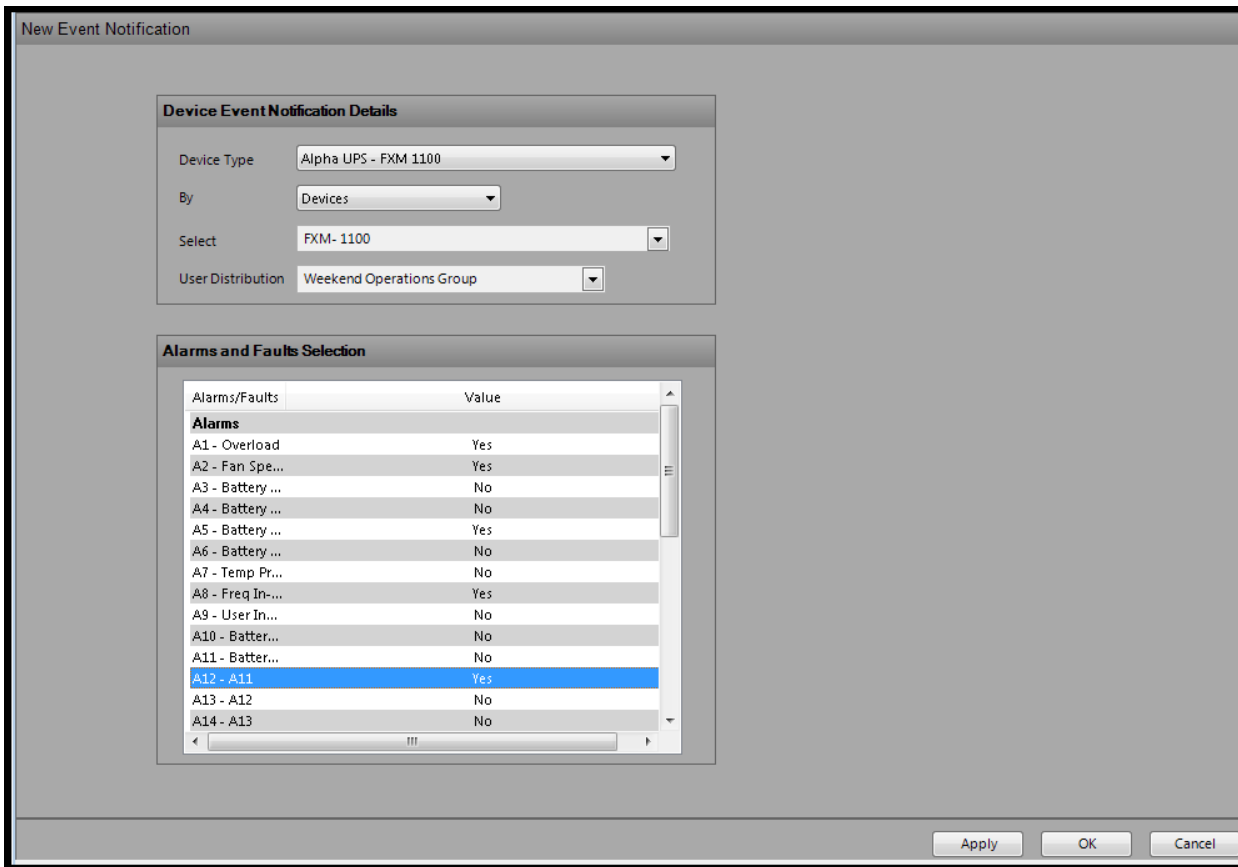 New Event Notification
Device Event Notification Details
Device Type Alpha UPS - FXM 1100
By Devices
Select FXM- 1100
User Distribution Weekend Operations Group
Alarms and Faults Selection
Alarms/Faults Value
Alarms
A1 - Overload Yes
A2 - Fan Spe... Yes
A3 - Battery ... No
A4 - Battery ... No
A5 - Battery ... Yes
A6 - Battery ... No
A7 - Temp Pr... No
A8 - Freq In-... Yes
A9 - User In... No
A10 - Batter... No
A11 - Batter... No
A12 - A11 Yes
A13 - A12 No
A14 - A13 No
Apply OK Cancel